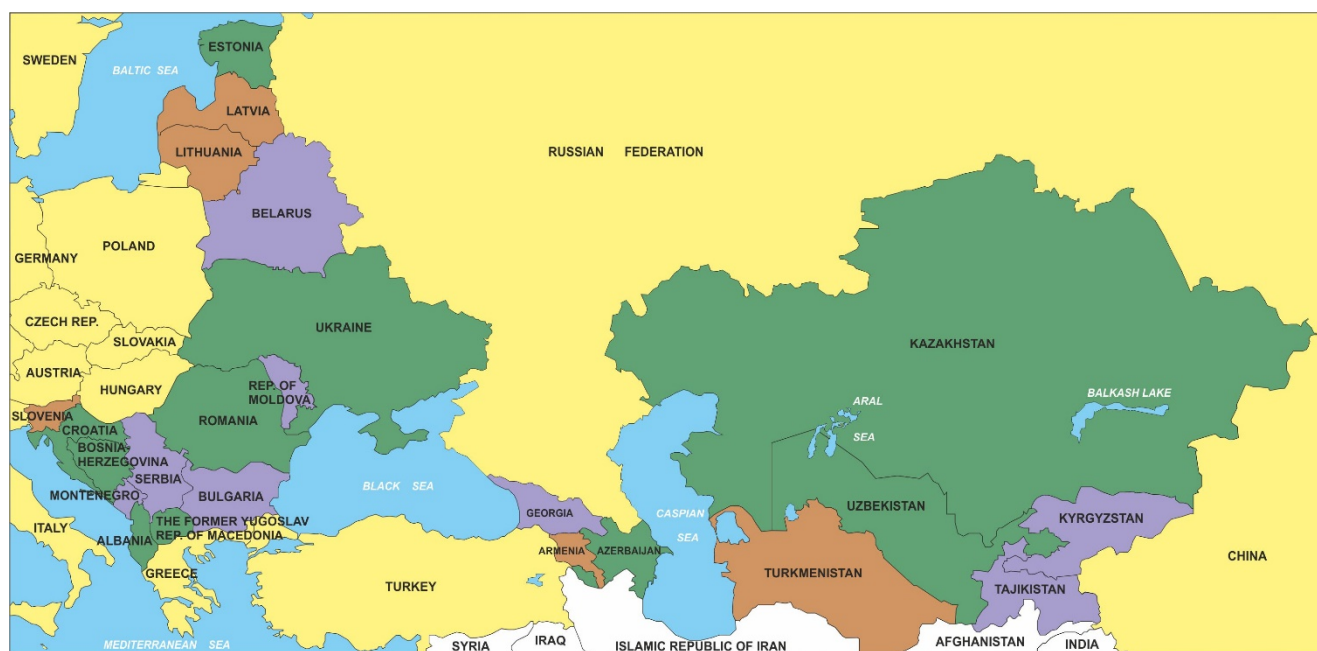 ESTONIA
SWEDEN
BALTIC SEA
LATVIA
LITHUANIA
RUSSIAN FEDERATION
BELARUS
POLAND
GERMANY
CZECH REP.
UKRAINE
SLOVAKIA
KAZAKHSTAN
AUSTRIA
HUNGARY
REP. OF
MOLDOVA
BALKASH LAKE
ARAL
SEA
SLOVENIA
ROMANIA
CROATIA
BOSNIA-
HERZEGOVINA
SERBIA
MONTENEGRO
BULGARIA
BLACK SEA
UZBEKISTAN
GEORGIA
CASPIAN
SEA
KYRGYZSTAN
ITALY
THE FORMER YUGOSLAV
REP. OF MACEDONIA
ALBANIA
ARMENIA
AZERBAIJAN
CHINA
GREECE
TURKEY
TURKMENISTAN
TAJIKISTAN
MEDITERRANEAN SEA
SYRIA
IRAQ
ISLAMIC REPUBLIC OF IRAN
AFGHANISTAN
INDIA